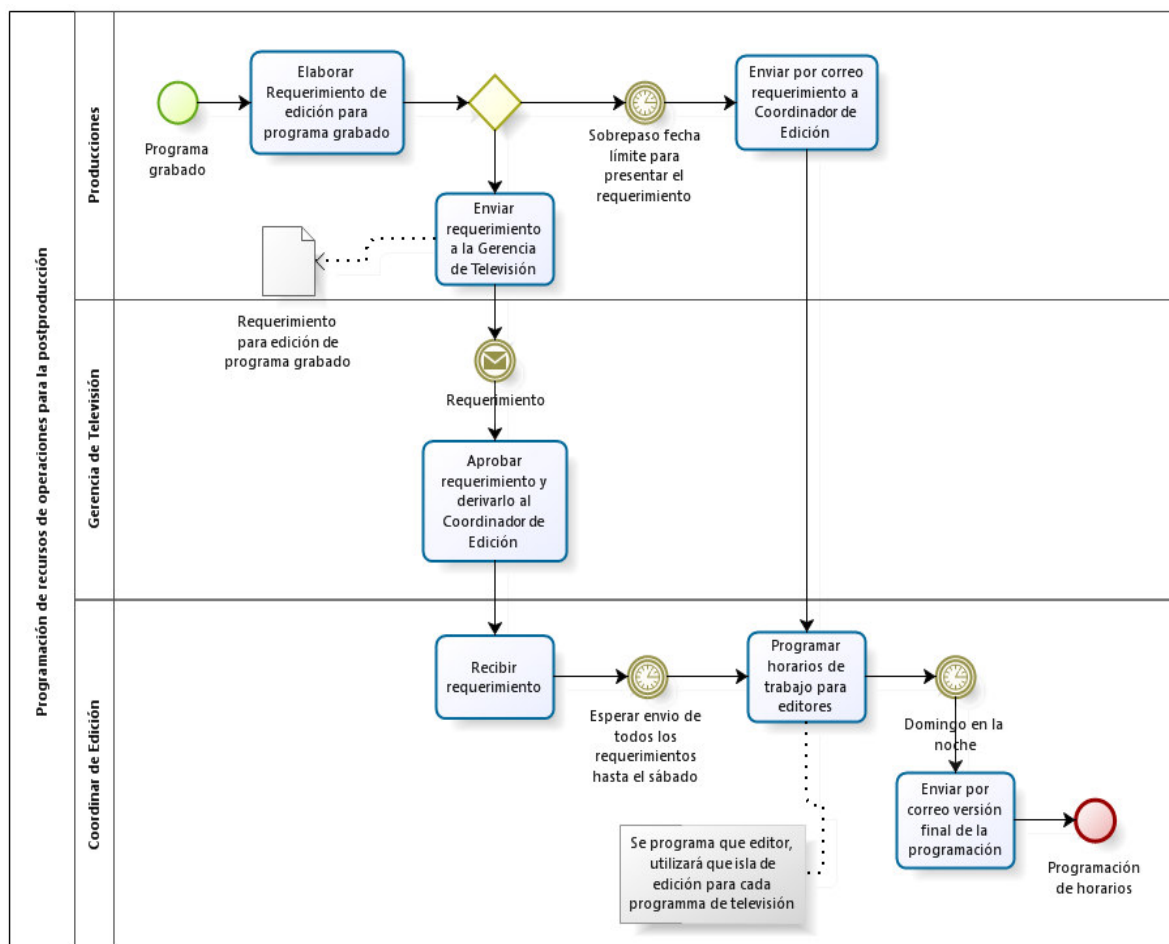 Programación de recursos de operaciones para la postproducción
Producciones
Programa
grabado
Elaborar
Requerimiento de
edición para
programa grabado
Sobrepaso fecha
límite para
presentar el
requerimiento
Enviar por correo
requerimiento a
Coordinador de
Edición
Enviar
requerimiento
a la Gerencia
de Televisión
Requerimiento
para edición de
programa grabado
Gerencia de Televisión
Requerimiento
Aprobar
requerimiento y
derivarlo al
Coordinador de
Edición
Coordinar de Edición
Recibir
requerimiento
Esperar envio de
todos los
requerimientos
hasta el sábado
Programar
horarios de
trabajo para
editores
Domingo en la
noche
Enviar por
correo versión
final de la
programación
Programación
de horarios
Se programa que editor,
utilizará que isla de
edición para cada
programma de televisión